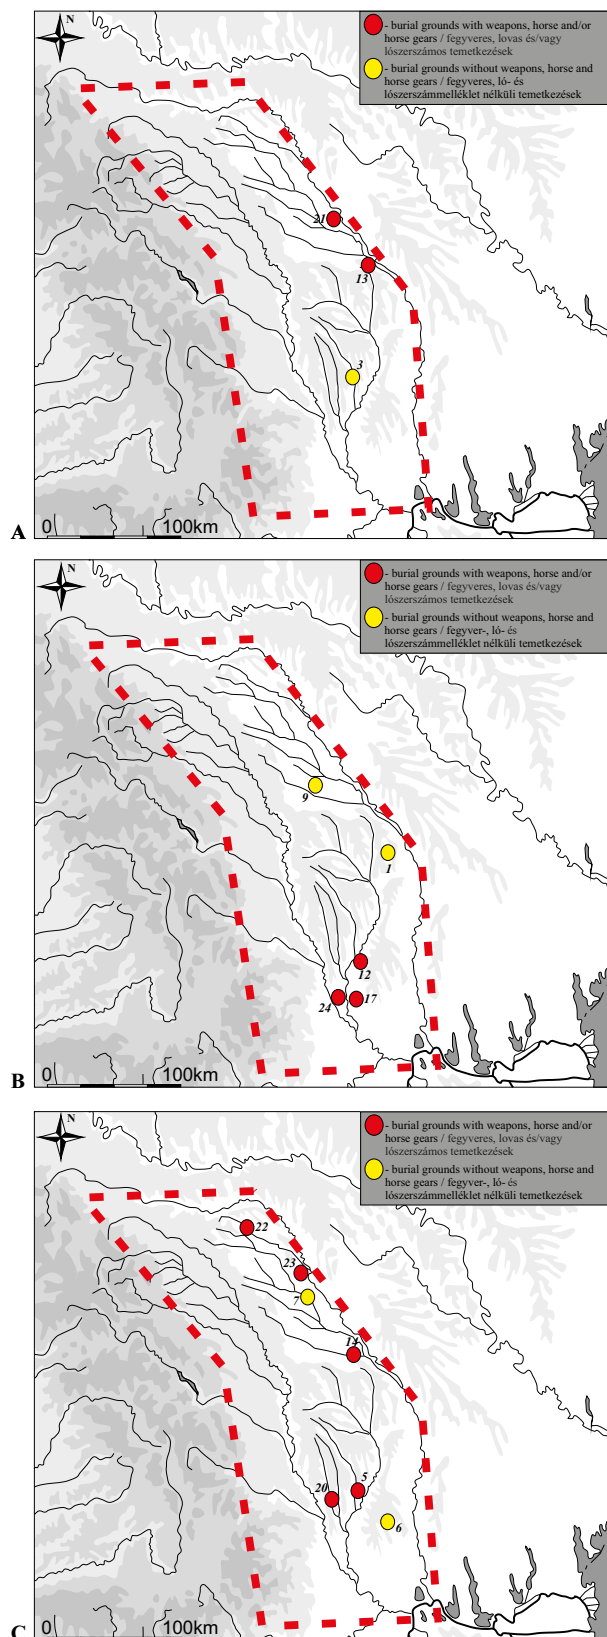 N
- burial grounds with weapons, horse and/or
horse gears / fegyveres, lovas és/vagy
lószerszámos temetkezések
- burial grounds without weapons, horse and
horse gears / fegyveres, ló- és
lószerszámmelléklet nélküli temetkezések
21
13
3
A
0 100km
N
- burial grounds with weapons, horse and/or
horse gears / fegyveres, lovas és/vagy
lószerszámos temetkezések
- burial grounds without weapons, horse and
horse gears / fegyver-, ló- és
lószerszámmelléklet nélküli temetkezések
9
1
12
24
17
B
0 100km
N
- burial grounds with weapons, horse and/or
horse gears / fegyveres, lovas és/vagy
lószerszámos temetkezések
- burial grounds without weapons, horse and
horse gears / fegyver-, ló- és
lószerszámmelléklet nélküli temetkezések
22
23
7
14
5
20
6
C
0 100km